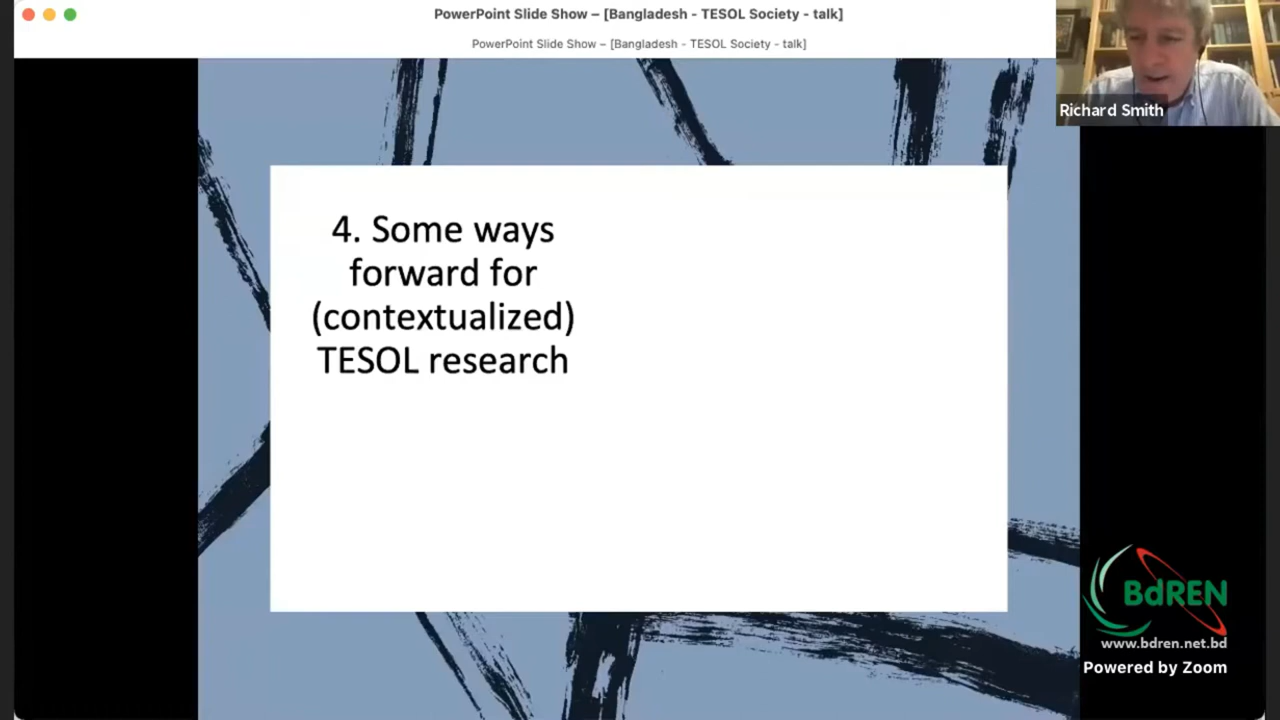 PowerPoint Slide Show – [Bangladesh - TESOL Society - talk]
PowerPoint Slide Show – [Bangladesh - TESOL Society - talk]
Richard Smith
4. Some ways
forward for
(contextualized)
TESOL research
BdREN
www.bdren.net.bd
Powered by Zoom